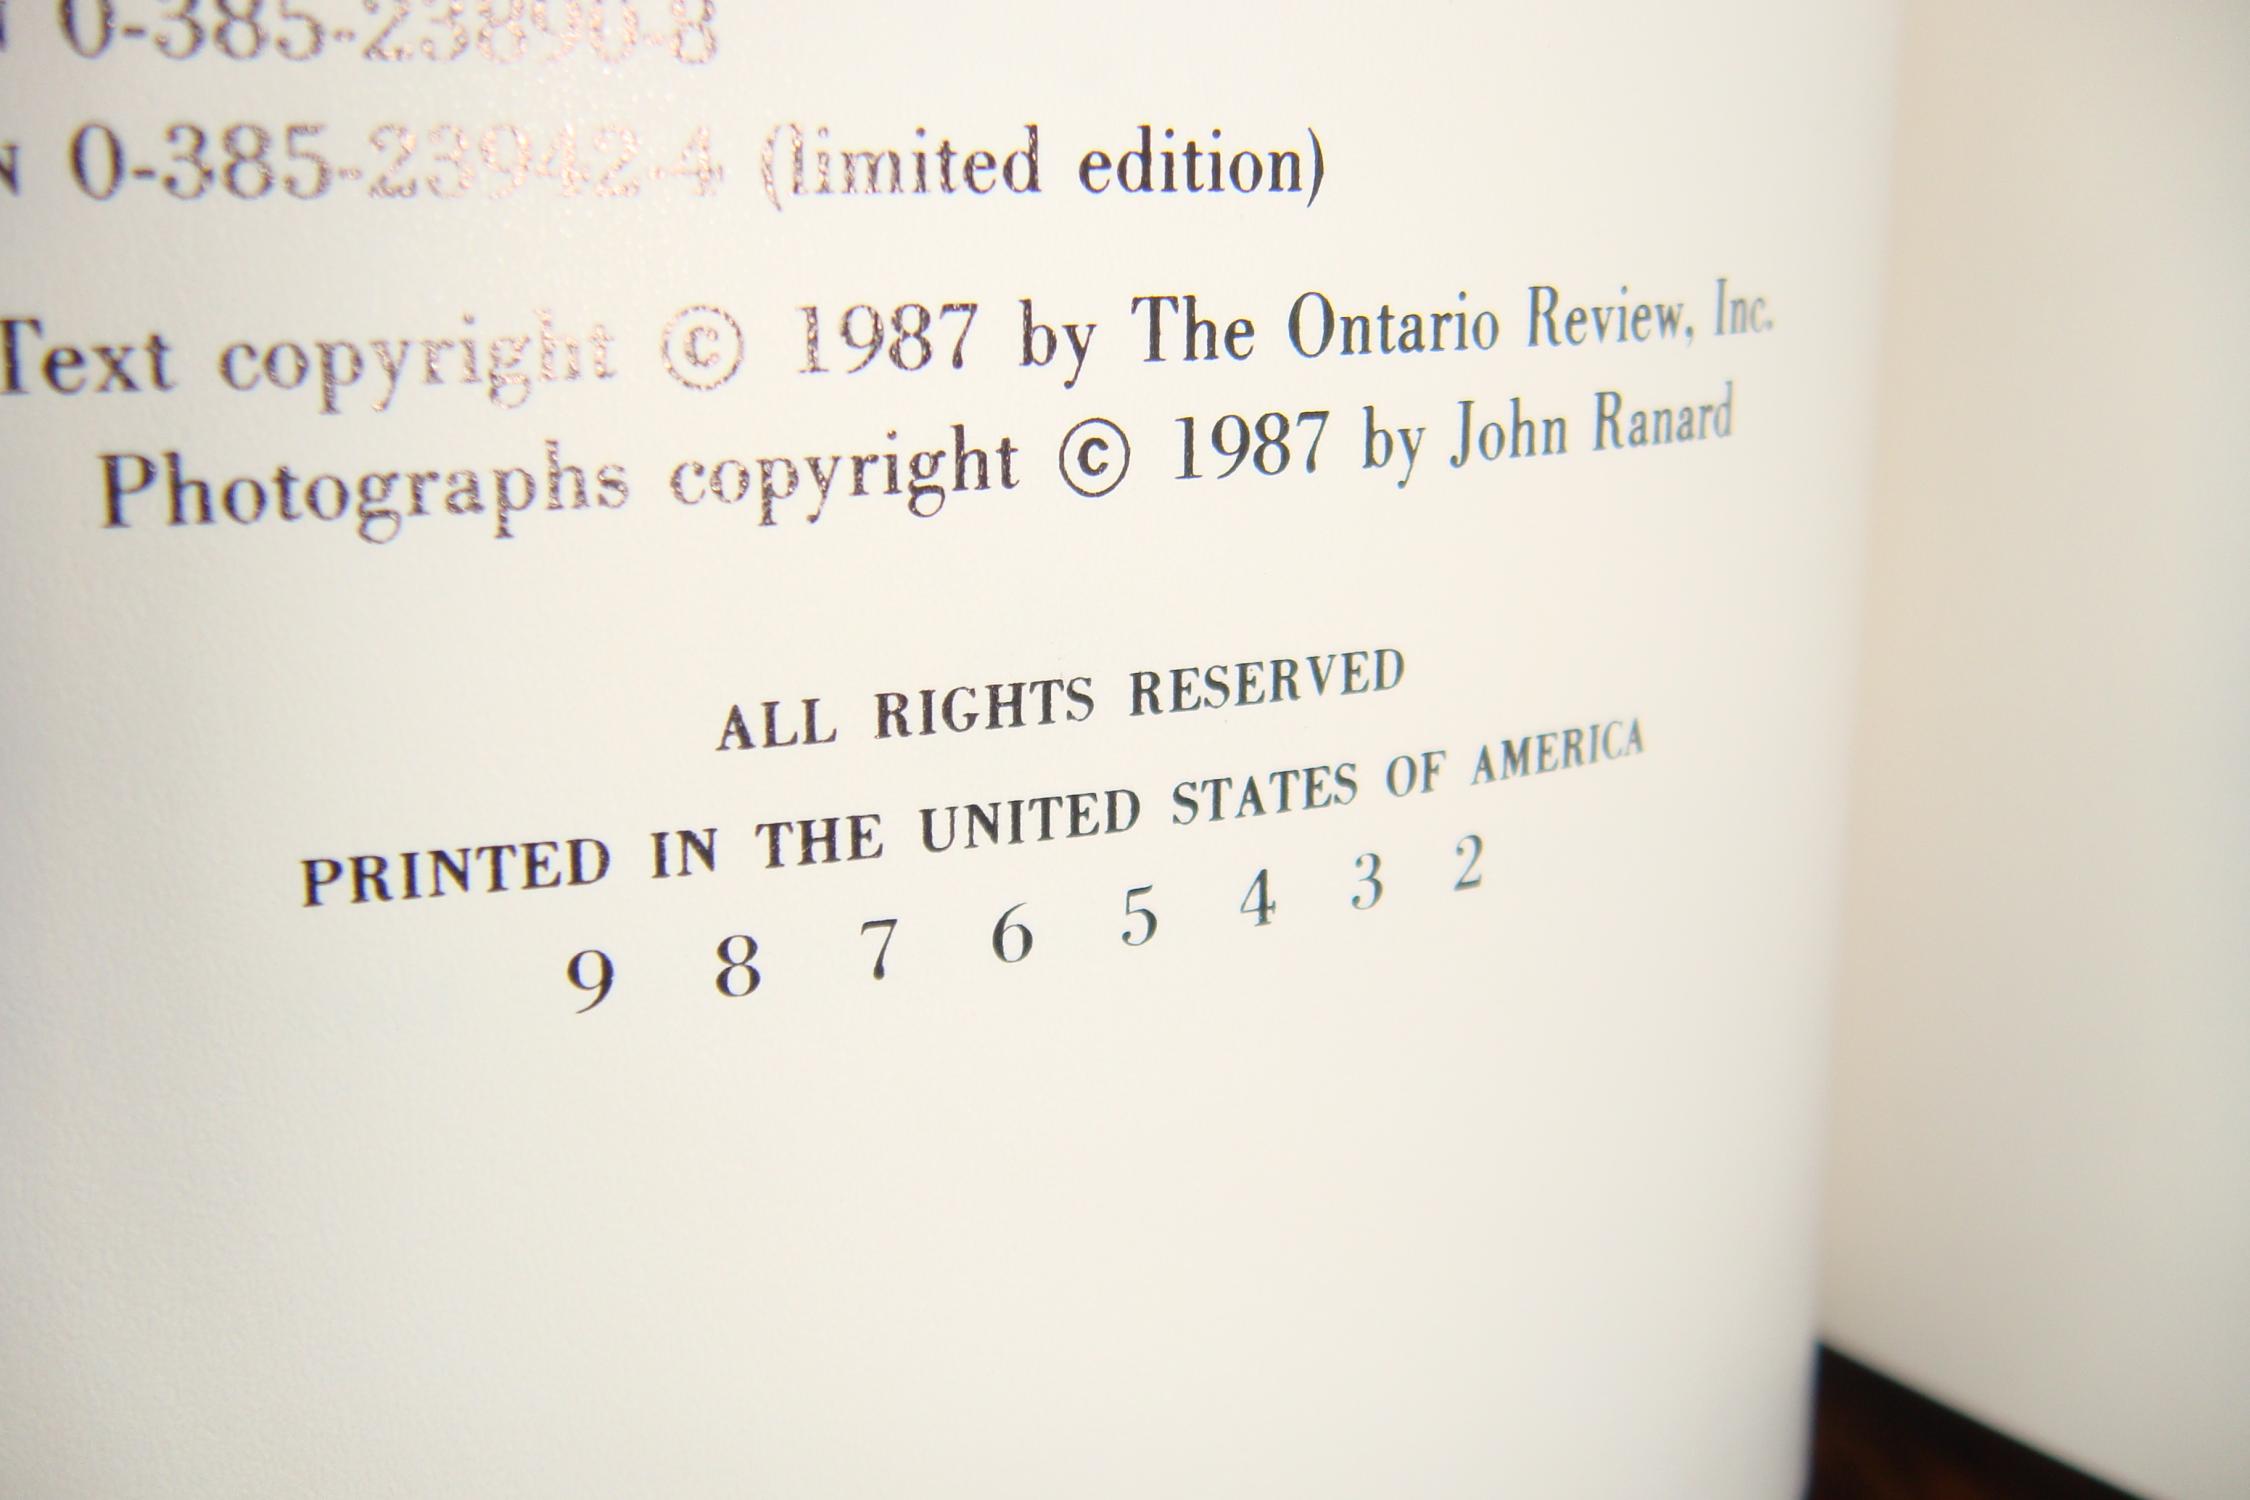 N 0-385-23890-8
N 0-385-23942-4 (limited edition)
Text copyright © 1987 by The Ontario Review, Inc.
Photographs copyright © 1987 by John Ranard
ALL RIGHTS RESERVED
PRINTED IN THE UNITED STATES OF AMERICA
9 8 7 6 5 4 3 2